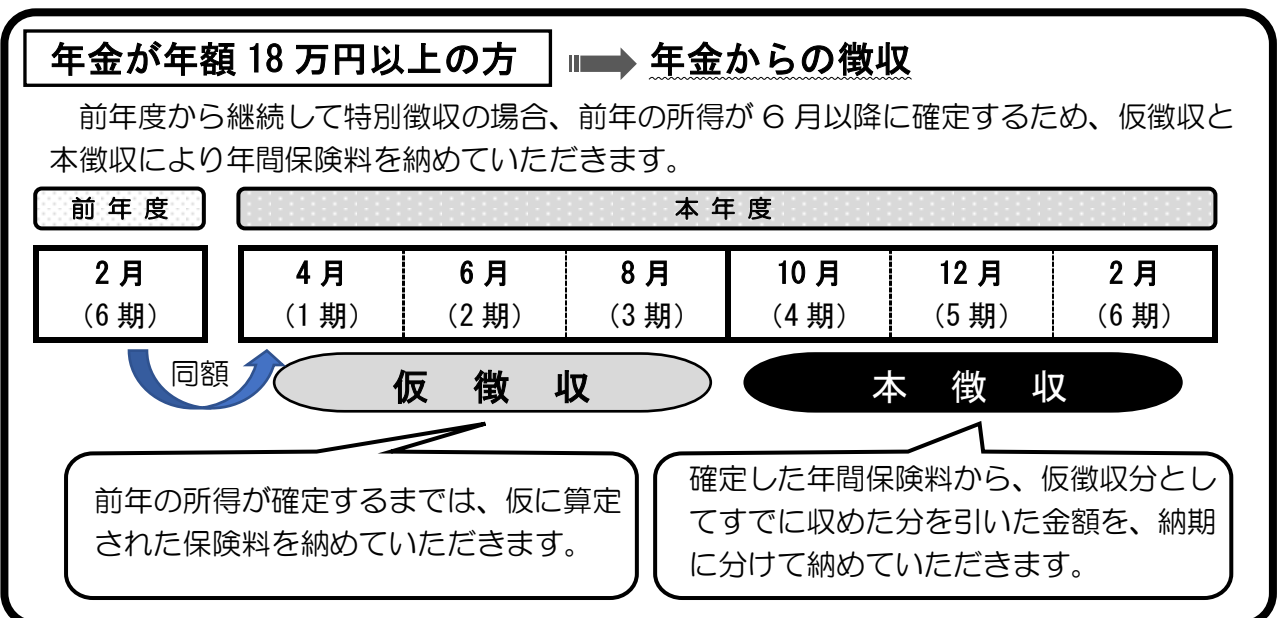 年金が年額 18 万円以上の方 年金からの徴収
前年度から継続して特別徴収の場合、前年の所得が 6 月以降に確定するため、仮徴収と
本徴収により年間保険料を納めていただきます。
前年度 本年度
2 月 4 月 6 月 8 月 10 月 12 月 2 月
(6 期) (1 期) (2 期) (3 期) (4 期) (5 期) (6 期)
同額 仮徴収 本徴収
前年の所得が確定するまでは、仮に算定
された保険料を納めていただきます。
確定した年間保険料から、仮徴収分とし
てすでに収めた分を引いた金額を、納期
に分けて納めていただきます。